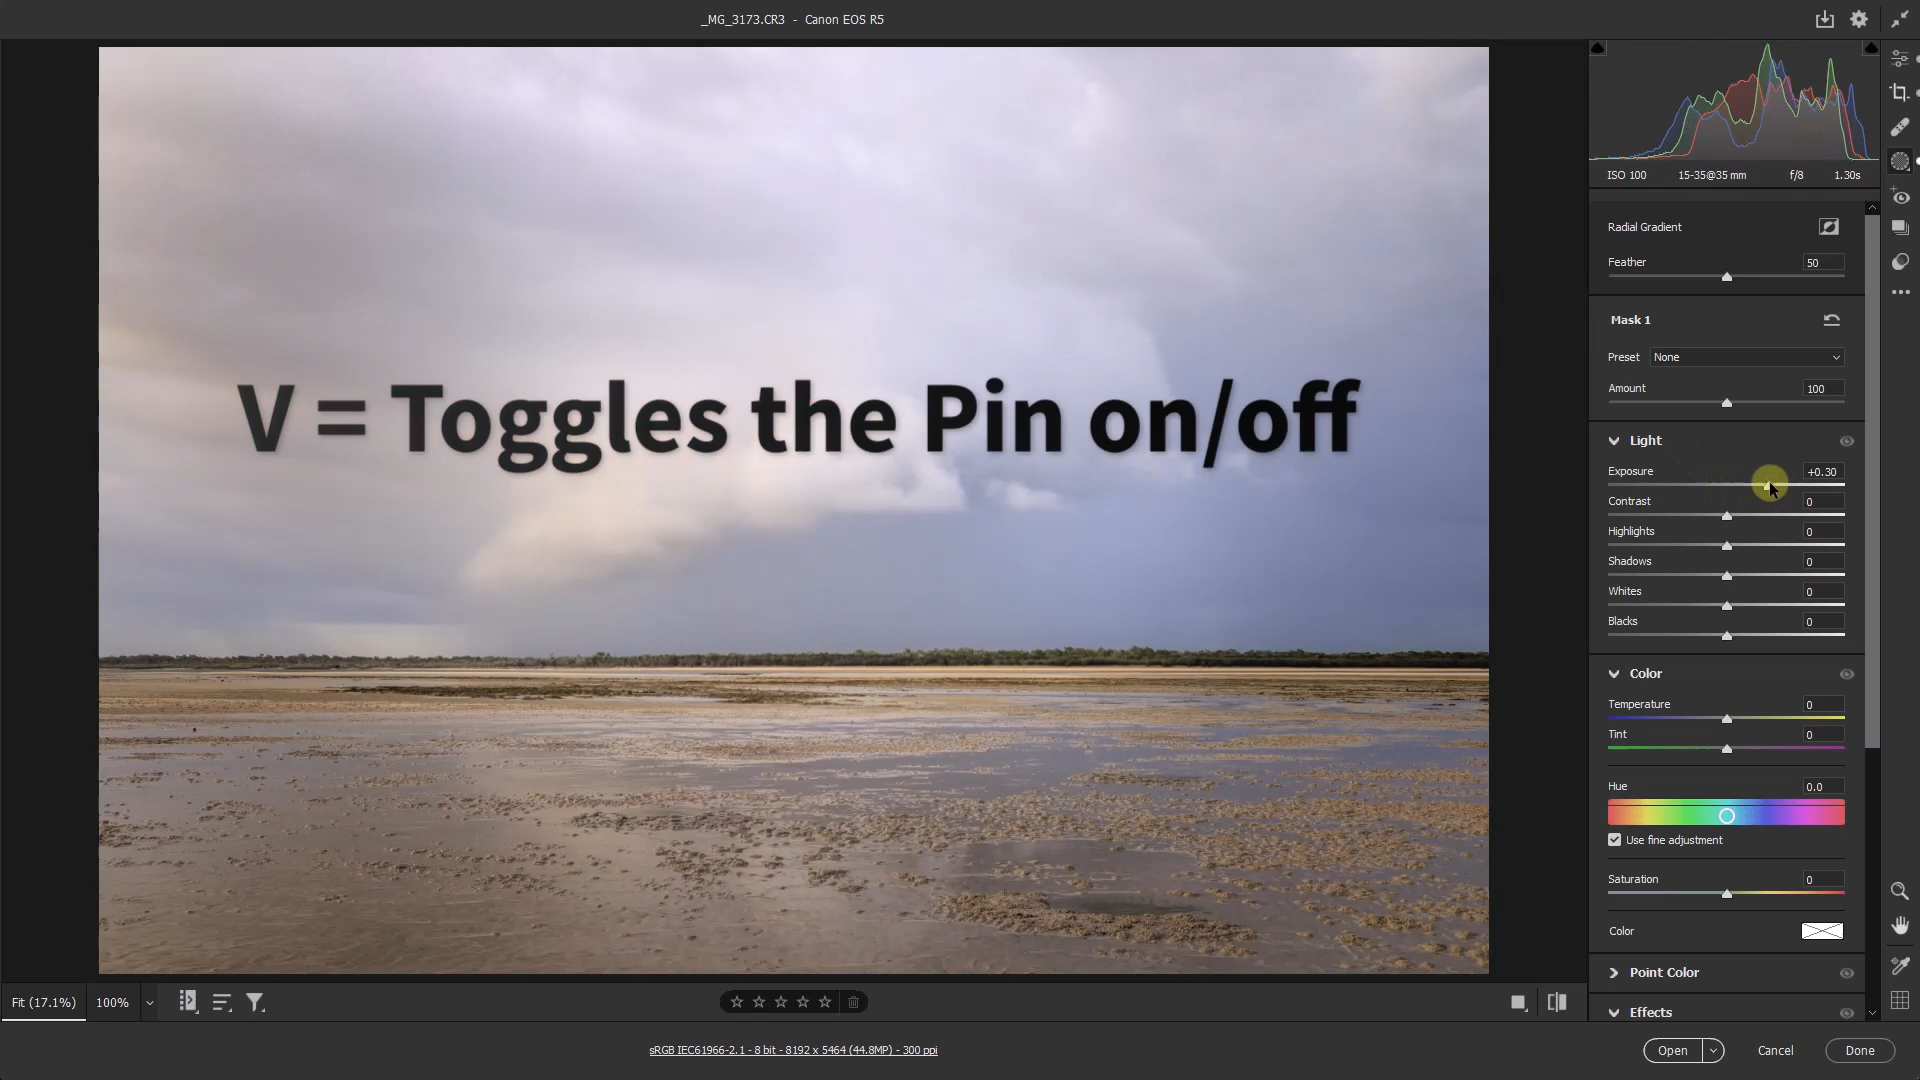 _MG_3173.CR3 - Canon EOS R5
ISO 100 15-35@35 mm f/8 1.30s
Radial Gradient
Feather 50
Mask 1
Preset None
Amount 100
Light
Exposure +0.30
Contrast 0
Highlights 0
Shadows 0
Whites 0
Blacks 0
Color
Temperature 0
Tint 0
Hue 0.0
Use fine adjustment
Saturation 0
Color
Point Color
Effects
V = Toggles the Pin on/off
Fit (17.1%) 100%
sRGB IEC61966-2.1 - 8 bit - 8192 x 5464 (44.8MP) - 300 ppi
Open Cancel Done